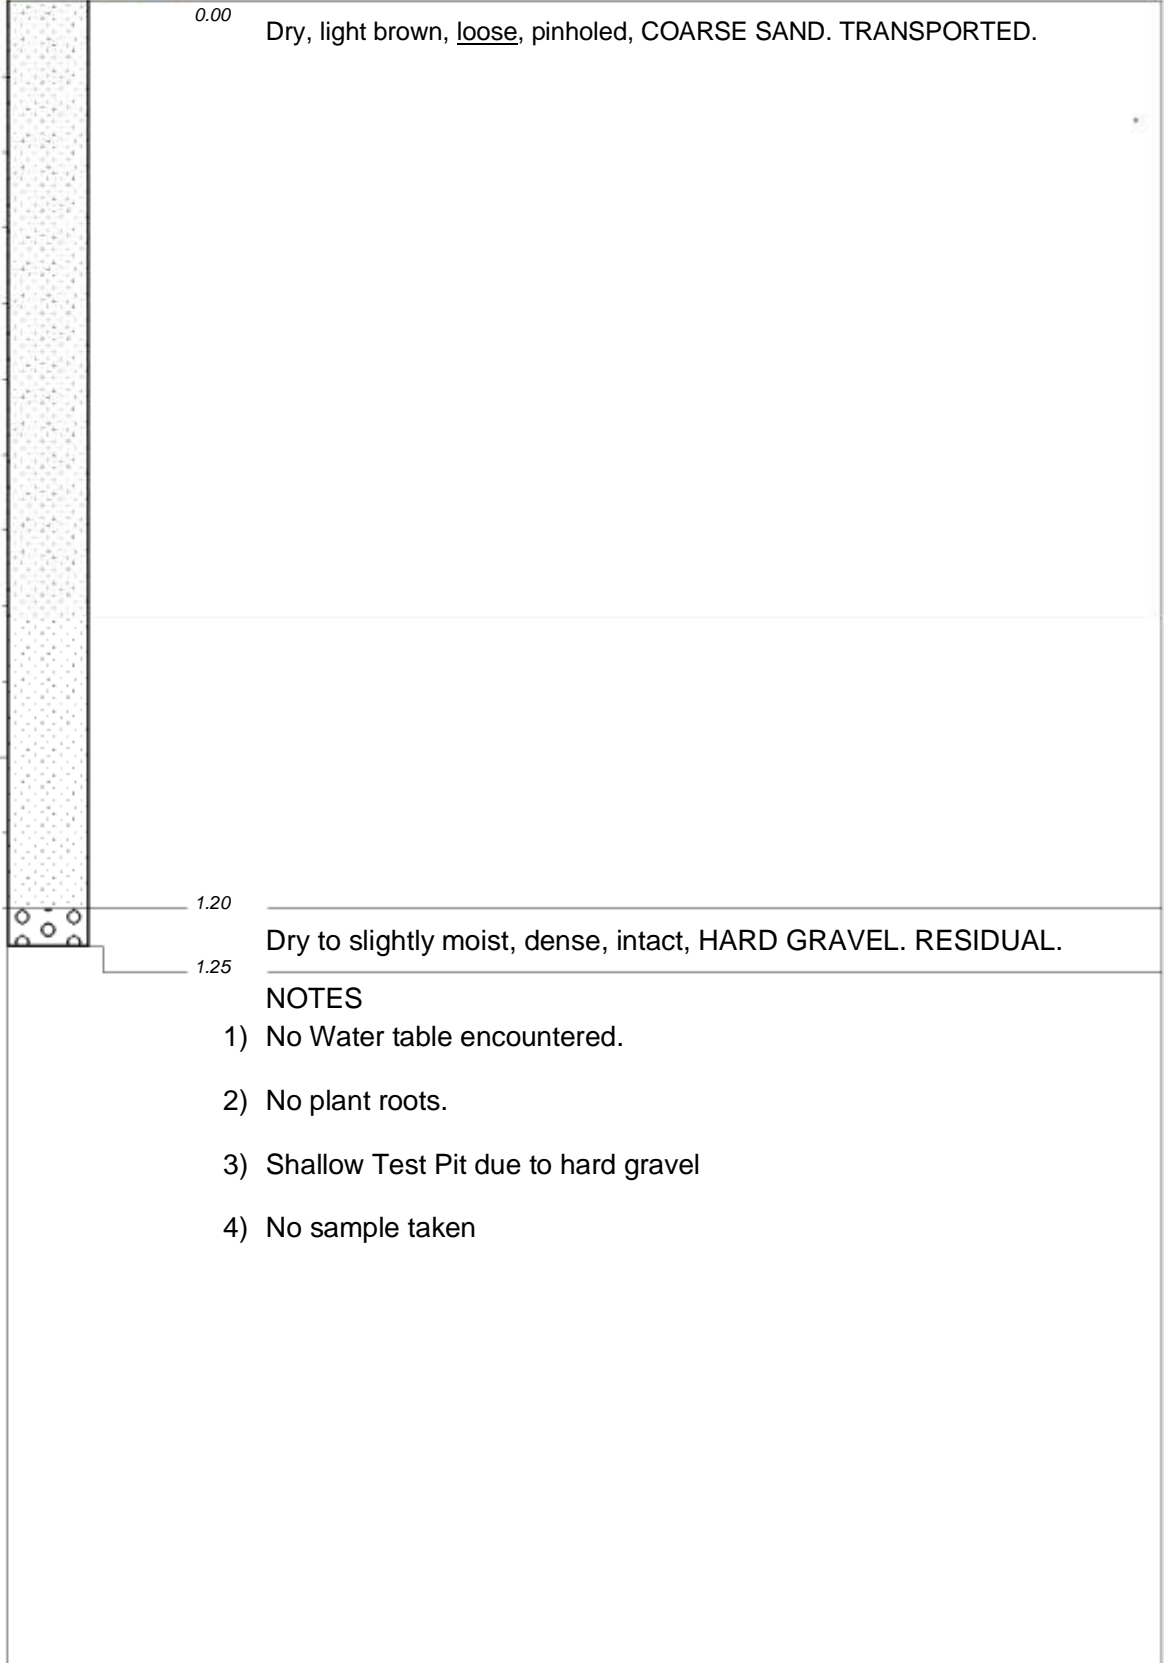 0.00
Dry, light brown, loose, pinholed, COARSE SAND. TRANSPORTED.
1.20
Dry to slightly moist, dense, intact, HARD GRAVEL. RESIDUAL.
1.25
NOTES
1) No Water table encountered.
2) No plant roots.
3) Shallow Test Pit due to hard gravel
4) No sample taken